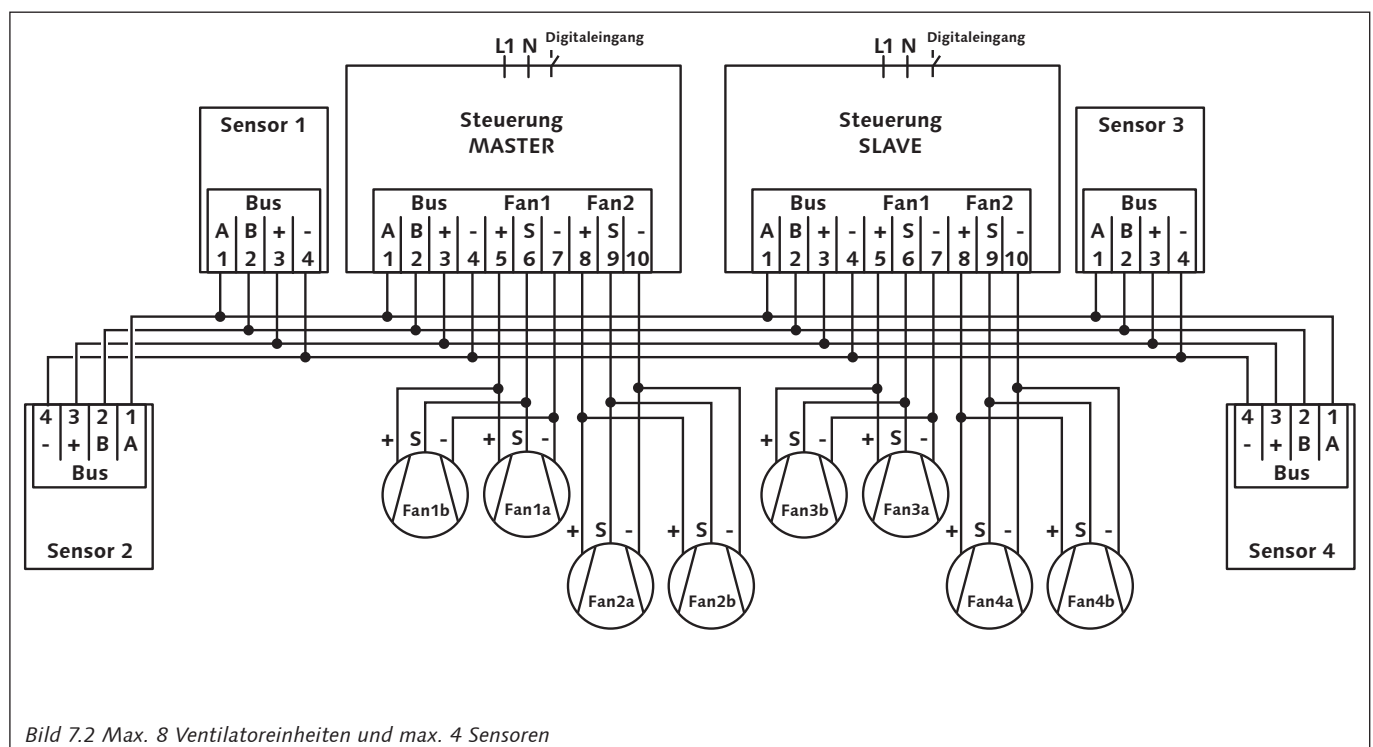 L1 N Digitaleingang
L1 N Digitaleingang
Sensor 1
Steuerung
MASTER
Steuerung
SLAVE
Sensor 3
Bus
A B + -
1 2 3 4
Bus Fan1 Fan2
A B + - + S - + S -
1 2 3 4 5 6 7 8 9 10
Bus Fan1 Fan2
A B + - + S - + S -
1 2 3 4 5 6 7 8 9 10
Bus
A B + -
1 2 3 4
4 3 2 1
- + B A
Bus
Sensor 2
+ S -
Fan1b
+ S -
Fan1a
+ S -
Fan2a
+ S -
Fan2b
+ S -
Fan3b
+ S -
Fan3a
+ S -
Fan4a
+ S -
Fan4b
4 3 2 1
- + B A
Bus
Sensor 4
Bild 7.2 Max. 8 Ventilatoreinheiten und max. 4 Sensoren